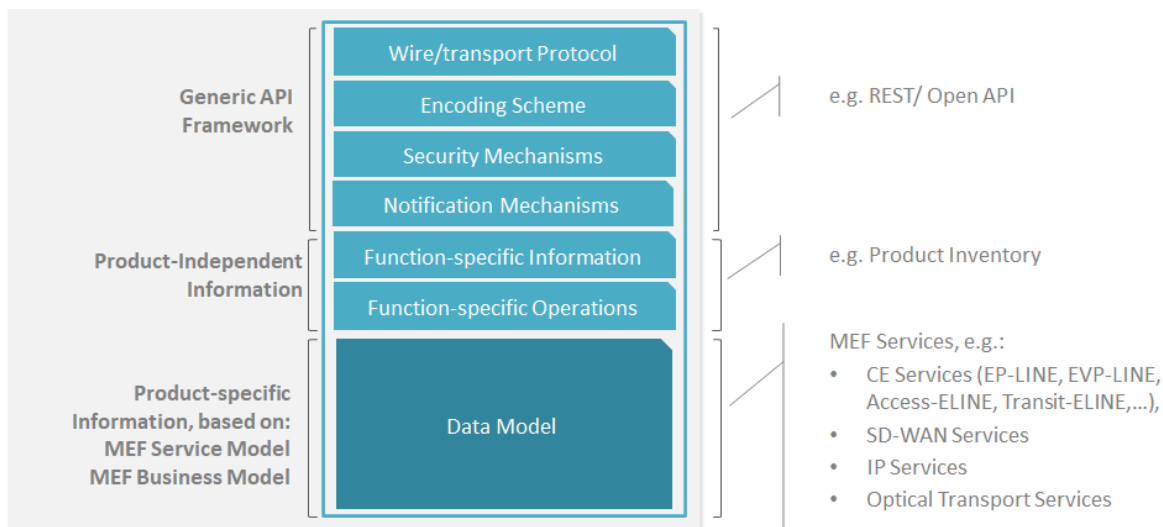 Generic API
Framework
Wire/transport Protocol
Encoding Scheme
Security Mechanisms
Notification Mechanisms
e.g. REST/ Open API
Product-Independent
Information
Function-specific Information
Function-specific Operations
e.g. Product Inventory
Product-specific
Information, based on:
MEF Service Model
MEF Business Model
Data Model
MEF Services, e.g.:
• CE Services (EP-LINE, EVP-LINE,
Access-ELINE, Transit-ELINE,...),
• SD-WAN Services
• IP Services
• Optical Transport Services